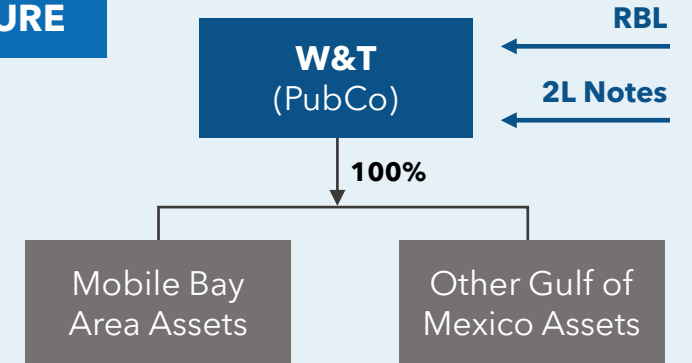 URE
RBL
W&T
(PubCo)
2L Notes
100%
Mobile Bay
Area Assets
Other Gulf of
Mexico Assets